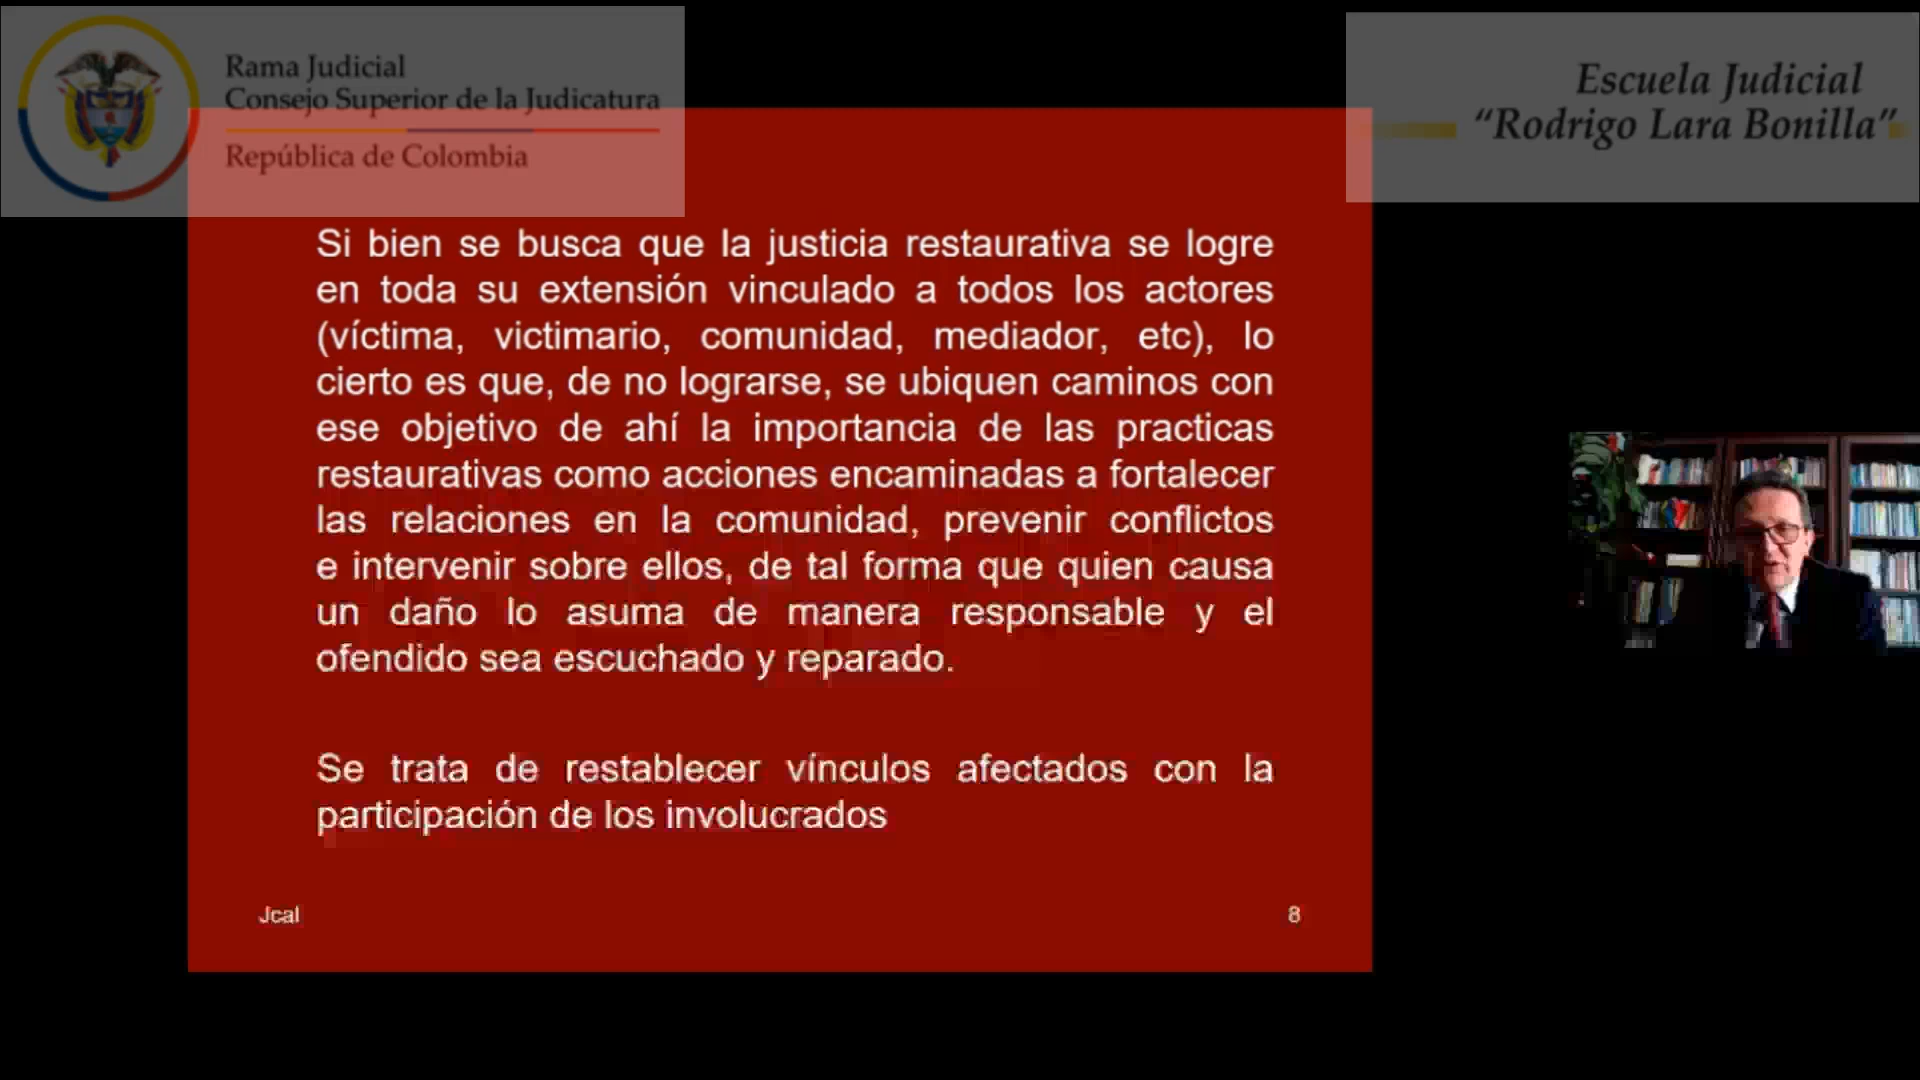 Rama Judicial
Consejo Superior de la Judicatura
República de Colombia
Escuela Judicial
“Rodrigo Lara Bonilla”
Si bien se busca que la justicia restaurativa se logre
en toda su extensión vinculado a todos los actores
(víctima, victimario, comunidad, mediador, etc), lo
cierto es que, de no lograrse, se ubiquen caminos con
ese objetivo de ahí la importancia de las practicas
restaurativas como acciones encaminadas a fortalecer
las relaciones en la comunidad, prevenir conflictos
e intervenir sobre ellos, de tal forma que quien causa
un daño lo asuma de manera responsable y el
ofendido sea escuchado y reparado.
Se trata de restablecer vínculos afectados con la
participación de los involucrados
Jcal
8